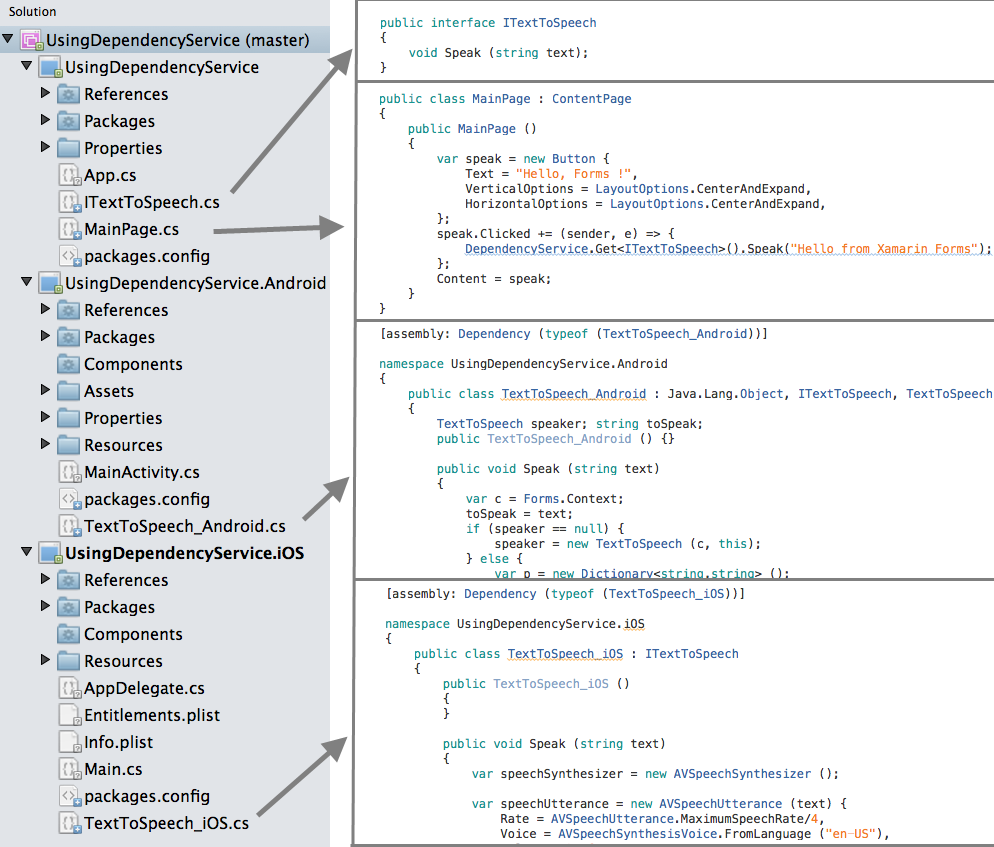 Solution
UsingDependencyService (master)
UsingDependencyService
References
Packages
Properties
App.cs
ITextToSpeech.cs
MainPage.cs
packages.config
UsingDependencyService.Android
References
Packages
Components
Assets
Properties
Resources
MainActivity.cs
packages.config
TextToSpeech_Android.cs
UsingDependencyService.iOS
References
Packages
Components
Resources
AppDelegate.cs
Entitlements.plist
Info.plist
Main.cs
packages.config
TextToSpeech_iOS.cs
public interface ITextToSpeech
{
    void Speak (string text);
}
public class MainPage : ContentPage
{
    public MainPage ()
    {
        var speak = new Button {
            Text = "Hello, Forms !",
            VerticalOptions = LayoutOptions.CenterAndExpand,
            HorizontalOptions = LayoutOptions.CenterAndExpand,
        };
        speak.Clicked += (sender, e) => {
            DependencyService.Get<ITextToSpeech>().Speak("Hello from Xamarin Forms");
        };
        Content = speak;
    }
}
[assembly: Dependency (typeof (TextToSpeech_Android))]
namespace UsingDependencyService.Android
{
    public class TextToSpeech_Android : Java.Lang.Object, ITextToSpeech, TextToSpeech
    {
        TextToSpeech speaker; string toSpeak;
        public TextToSpeech_Android () {}
        public void Speak (string text)
        {
            var c = Forms.Context;
            toSpeak = text;
            if (speaker == null) {
                speaker = new TextToSpeech (c, this);
            } else {
                var p = new Dictionary<string,string> ();
[assembly: Dependency (typeof (TextToSpeech_iOS))]
namespace UsingDependencyService.iOS
{
    public class TextToSpeech_iOS : ITextToSpeech
    {
        public TextToSpeech_iOS ()
        {
        }
        public void Speak (string text)
        {
            var speechSynthesizer = new AVSpeechSynthesizer ();
            var speechUtterance = new AVSpeechUtterance (text) {
                Rate = AVSpeechUtterance.MaximumSpeechRate/4,
                Voice = AVSpeechSynthesisVoice.FromLanguage ("en-US"),